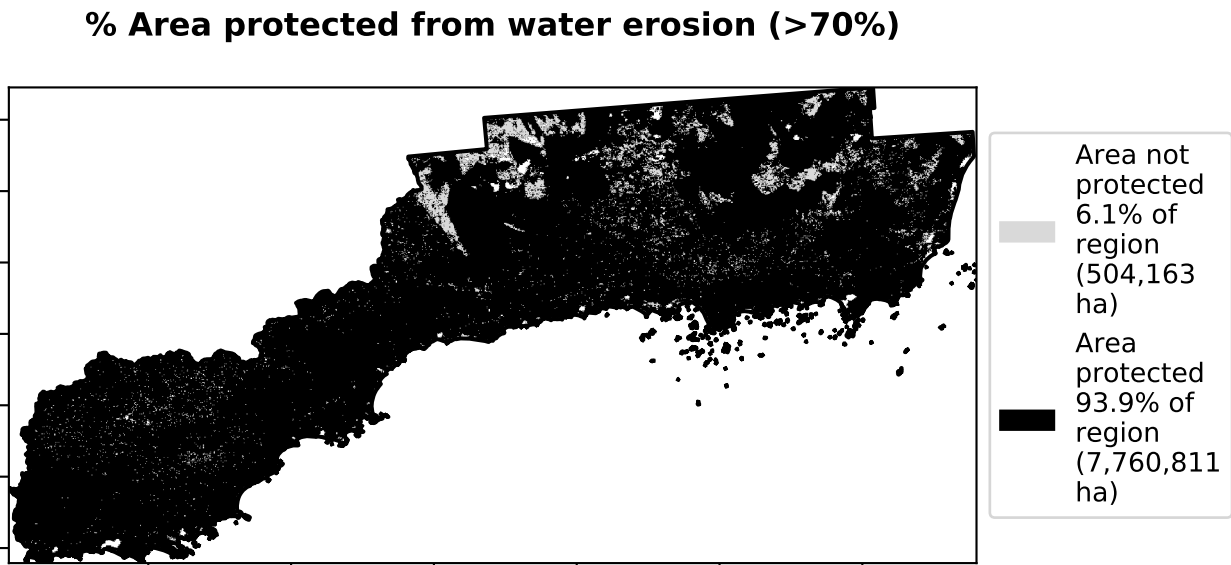 % Area protected from water erosion (>70%)
Area not
protected
6.1% of
region
(504,163
ha)
Area
protected
93.9% of
region
(7,760,811
ha)